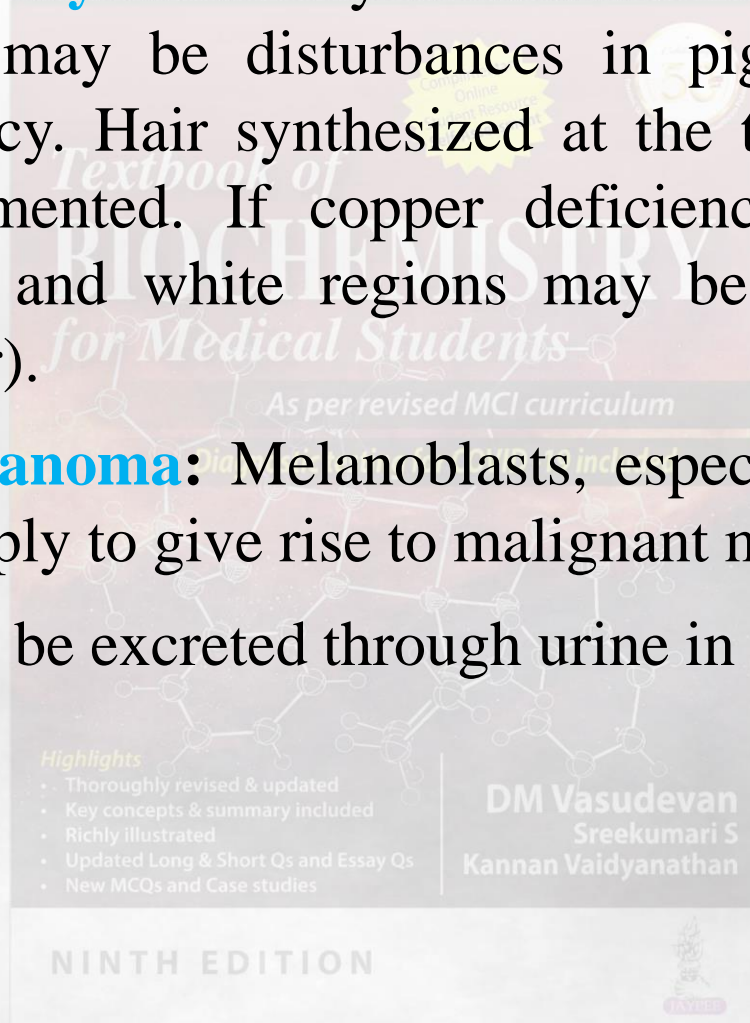 may be disturbances in pig
cy. Hair synthesized at the t
mented. If copper deficienc
and white regions may be
).
anoma: Melanoblasts, espec
ply to give rise to malignant
be excreted through urine in
Textbook of
BIOCHEMISTRY
for Medical Students
As per revised MCI curriculum
Highlights
• Thoroughly revised & updated
• Key concepts & summary included
• Richly illustrated
• Updated Long & Short Qs and Essay Qs
• New MCQs and Case studies
DM Vasudevan
Sreekumari S
Kannan Vaidyanathan
NINTH EDITION
JAYPEE